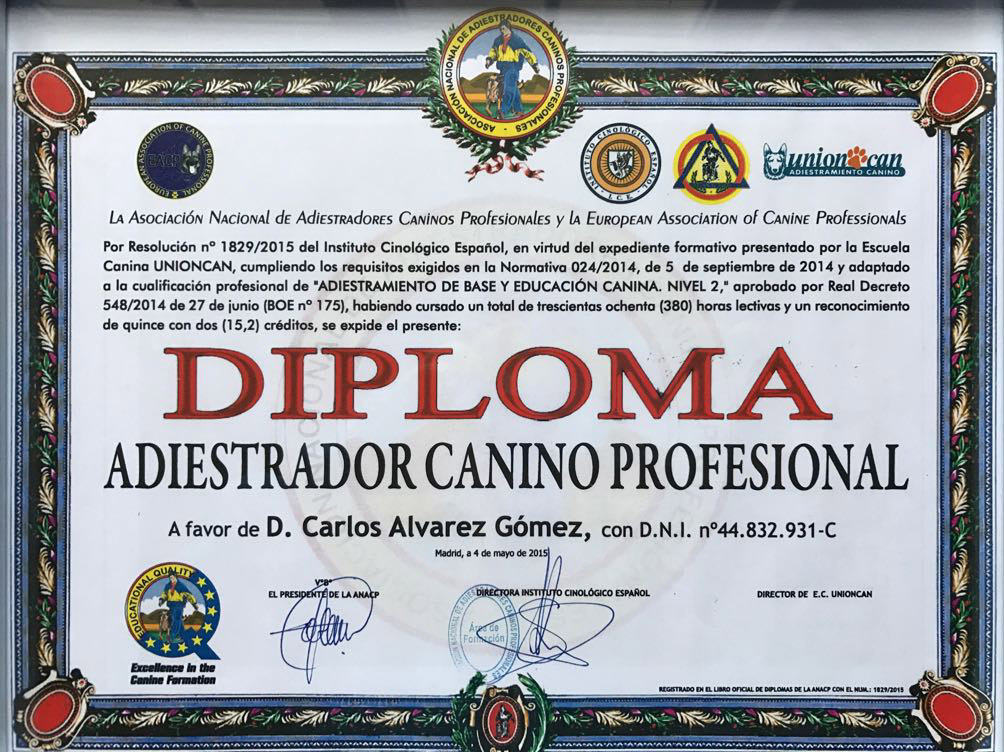 ASOCIACIÓN NACIONAL DE ADIESTRADORES CANINOS PROFESIONALES
EUROPEAN ASSOCIATION OF CANINE PROFESSIONAL
EACP
INSTITUTO CINOLÓGICO ESPAÑOL
I.C.E.
unioncan
ADIESTRAMIENTO CANINO
LA ASOCIACIÓN NACIONAL DE ADIESTRADORES CANINOS PROFESIONALES Y LA EUROPEAN ASSOCIATION OF CANINE PROFESSIONALS
Por Resolución nº 1829/2015 del Instituto Cinológico Español, en virtud del expediente formativo presentado por la Escuela
Canina UNIONCAN, cumpliendo los requisitos exigidos en la Normativa 024/2014, de 5 de septiembre de 2014 y adaptado
a la cualificación profesional de "ADIESTRAMIENTO DE BASE Y EDUCACIÓN CANINA. NIVEL 2," aprobado por Real Decreto
548/2014 de 27 de junio (BOE nº 175), habiendo cursado un total de trescientas ochenta (380) horas lectivas y un reconocimiento
de quince con dos (15,2) créditos, se expide el presente:
DIPLOMA
ADIESTRADOR CANINO PROFESIONAL
A favor de D. Carlos Alvarez Gómez, con D.N.I. nº44.832.931-C
Madrid, a 4 de mayo de 2015
VºBº
EL PRESIDENTE DE LA ANACP
DIRECTORA INSTITUTO CINOLÓGICO ESPAÑOL
DIRECTOR DE E.C. UNIONCAN
EDUCATIONAL QUALITY
Excellence in the
Canine Formation
Área de
Formación
REGISTRADO EN EL LIBRO OFICIAL DE DIPLOMAS DE LA ANACP CON EL NUM.: 1829/2015